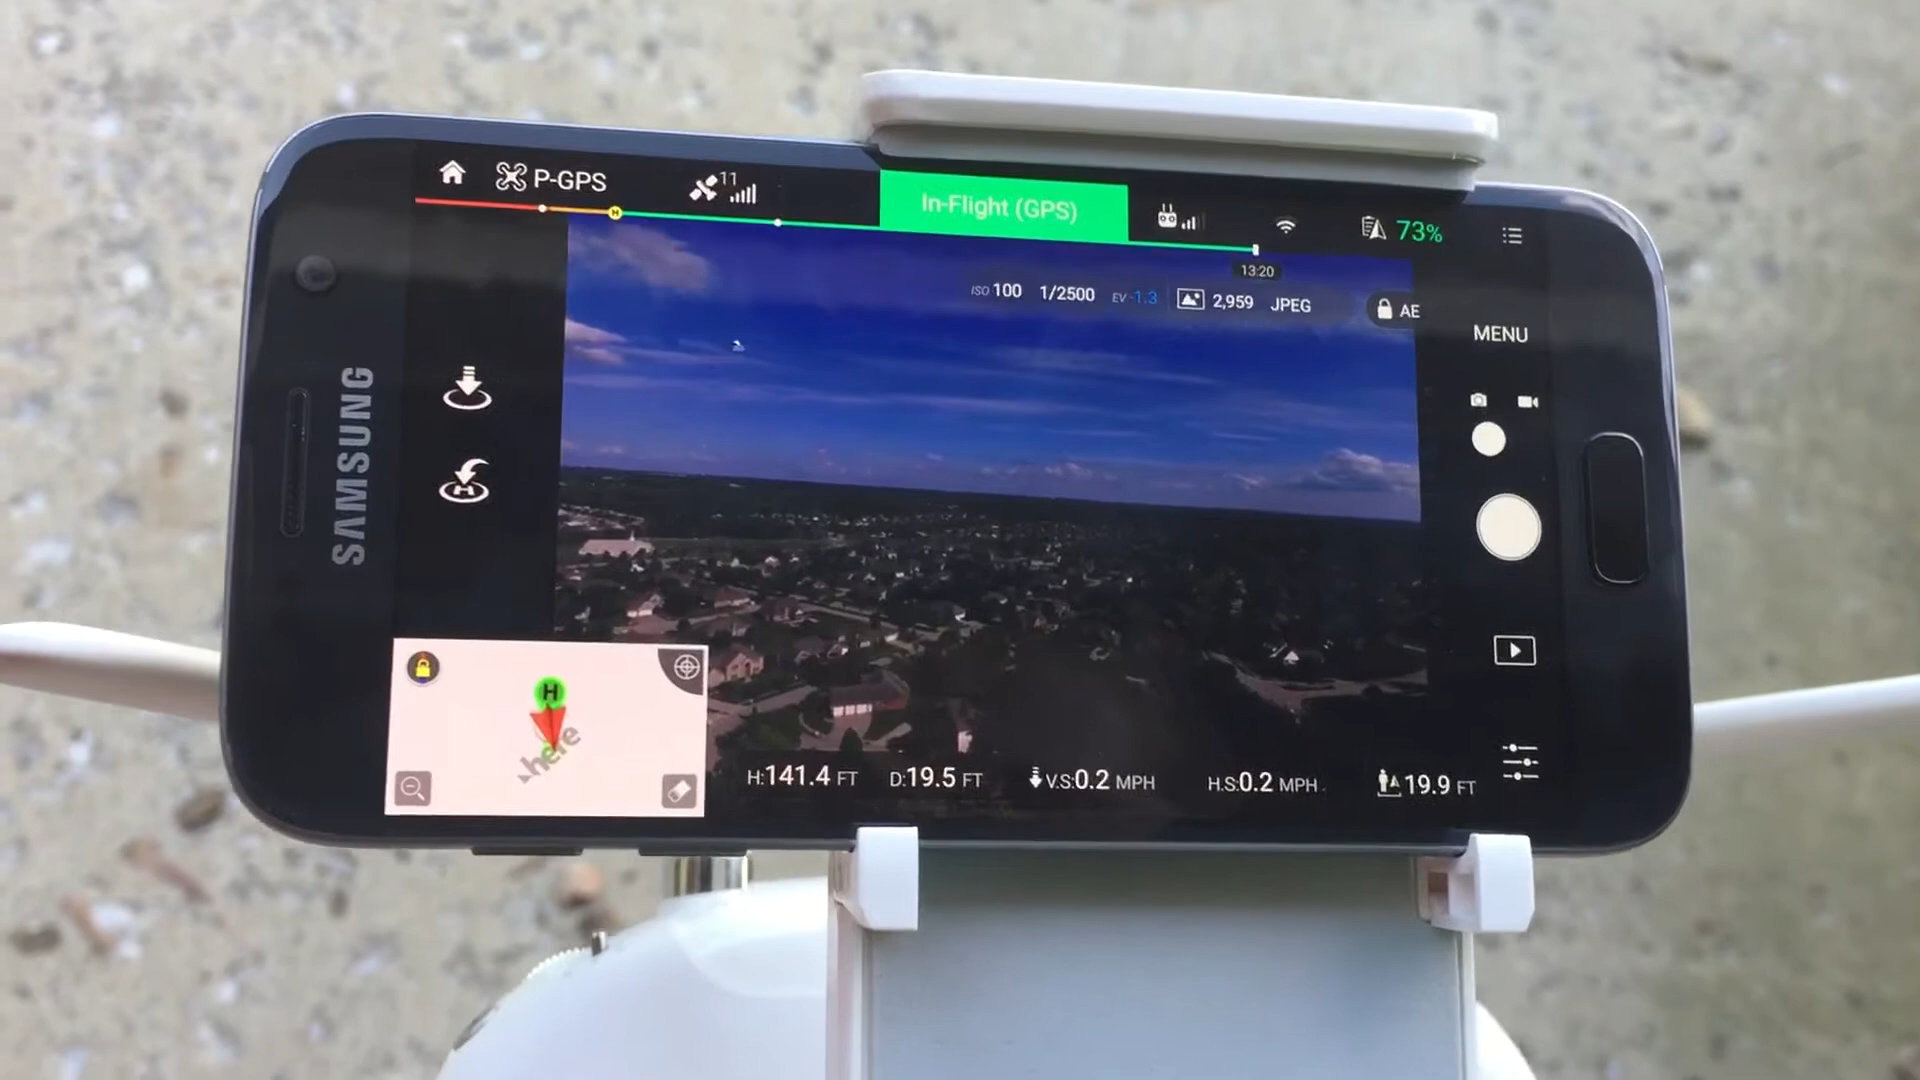 P-GPS
11
In-Flight (GPS)
73%
13:20
ISO 100 1/2500 EV -1.3 2,959 JPEG
AE
MENU
SAMSUNG
H
H
H
here
H:141.4 FT D:19.5 FT V.S:0.2 MPH H.S:0.2 MPH 19.9 FT